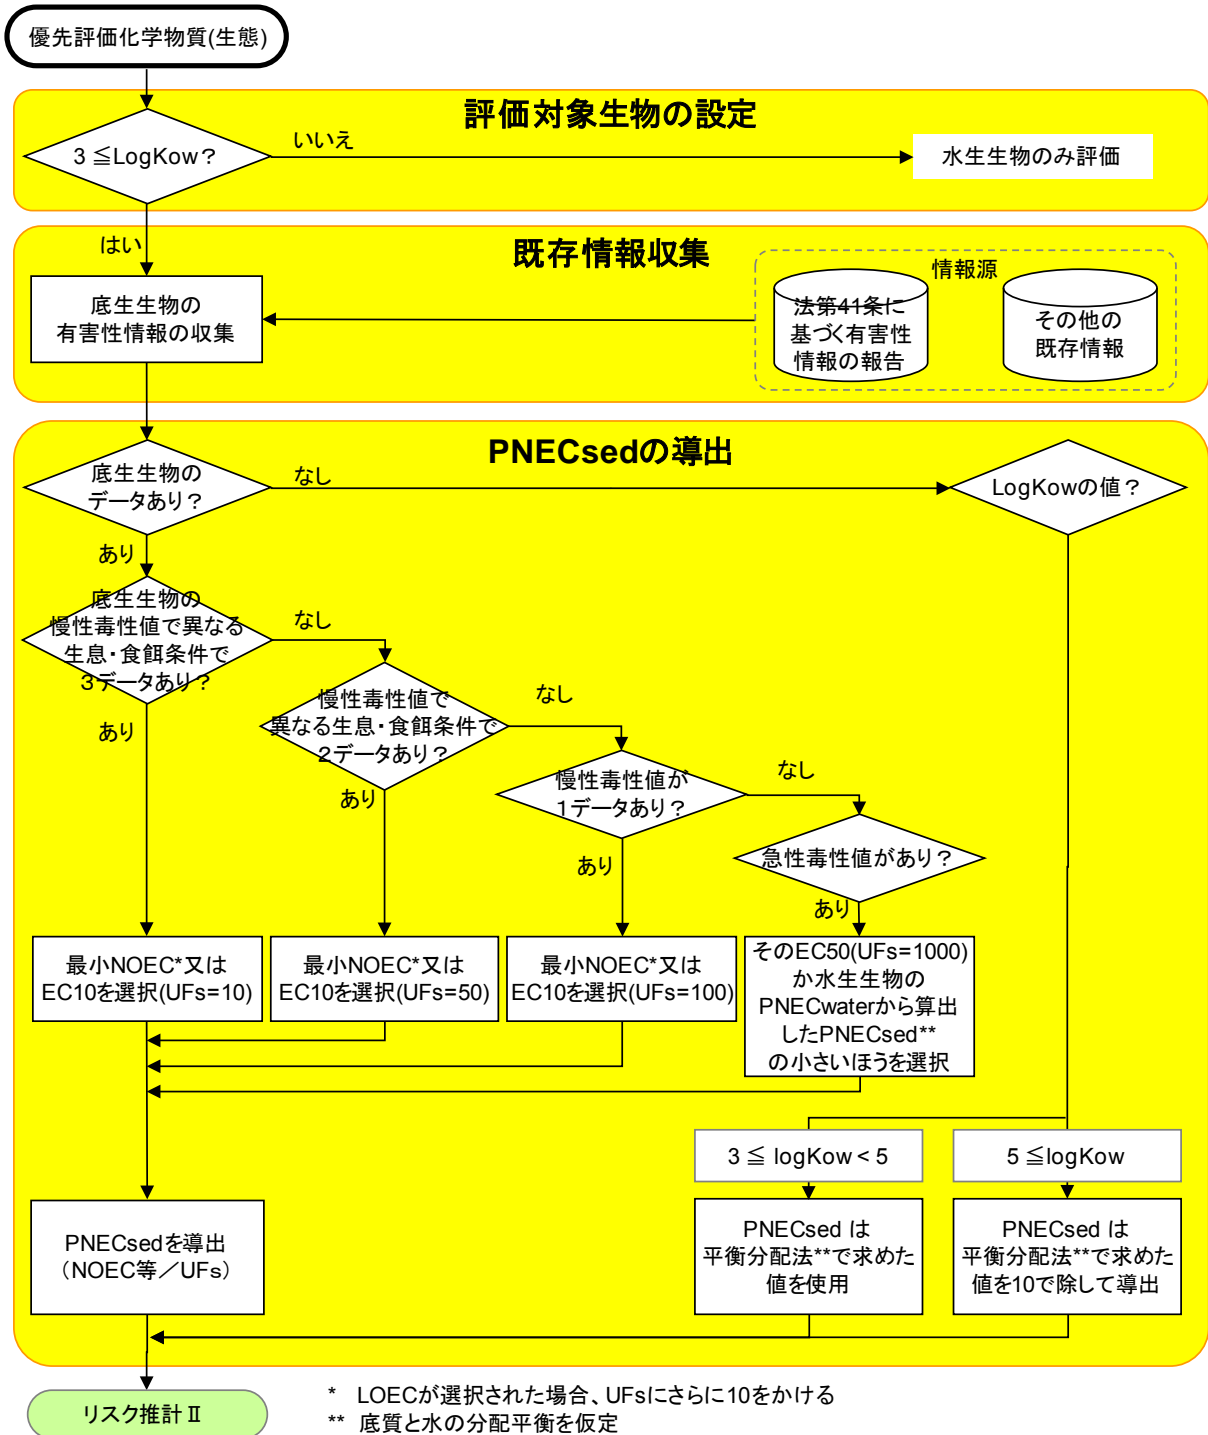 優先評価化学物質(生態)
評価対象生物の設定
3 ≦LogKow？
いいえ
水生生物のみ評価
はい
既存情報収集
底生生物の
有害性情報の収集
情報源
法第41条に
基づく有害性
情報の報告
その他の
既存情報
PNECsedの導出
底生生物の
データあり？
なし
LogKowの値？
あり
底生生物の
慢性毒性値で異なる
生息・食餌条件で
３データあり？
なし
あり
慢性毒性値で
異なる生息・食餌条件で
２データあり？
なし
あり
慢性毒性値が
１データあり？
なし
あり
急性毒性値があり？
あり
最小NOEC*又は
EC10を選択(UFs=10)
最小NOEC*又は
EC10を選択(UFs=50)
最小NOEC*又は
EC10を選択(UFs=100)
そのEC50(UFs=1000)
か水生生物の
PNECwaterから算出
したPNECsed**
の小さいほうを選択
3 ≦ logKow < 5
5 ≦logKow
PNECsedを導出
（NOEC等／UFs）
PNECsed は
平衡分配法**で求めた
値を使用
PNECsed は
平衡分配法**で求めた
値を10で除して導出
リスク推計Ⅱ
* LOECが選択された場合、UFsにさらに10をかける
** 底質と水の分配平衡を仮定